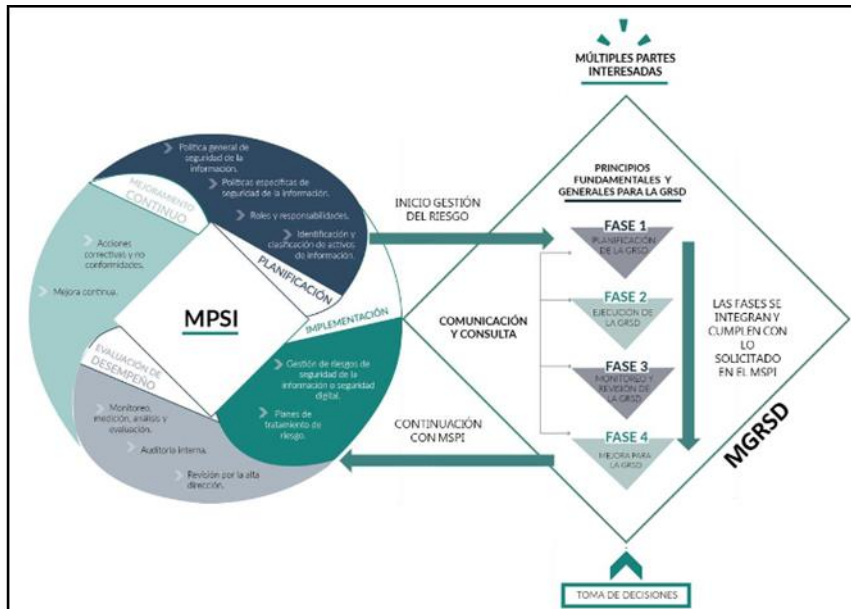 MÚLTIPLES PARTES
INTERESADAS
Política general de
seguridad de la
información.
Políticas específicas de
seguridad de la información.
Roles y responsabilidades.
Identificación y
clasificación de activos
de información.
PLANIFICACIÓN
MEJORAMIENTO
CONTINUO
Acciones
correctivas y no
conformidades.
Mejora continua.
MPSI
IMPLEMENTACIÓN
Gestión de riesgos de
seguridad de la
información o seguridad
digital.
Planes de
tratamiento de
riesgo.
EVALUACIÓN DE
DESEMPEÑO
Monitoreo,
medición, análisis y
evaluación.
Auditoría interna.
Revisión por la alta
dirección.
INICIO GESTIÓN
DEL RIESGO
CONTINUACIÓN
CON MSPI
PRINCIPIOS
FUNDAMENTALES Y
GENERALES PARA LA GRSD
COMUNICACIÓN
Y CONSULTA
FASE 1
PLANIFICACIÓN
DE LA GRSD
FASE 2
EJECUCIÓN DE LA
GRSD
FASE 3
MONITOREO Y
REVISIÓN DE LA
GRSD
FASE 4
MEJORA PARA
LA GRSD
LAS FASES SE
INTEGRAN Y
CUMPLEN CON
LO
SOLICITADO
EN EL MSPI
MGRSD
TOMA DE DECISIONES